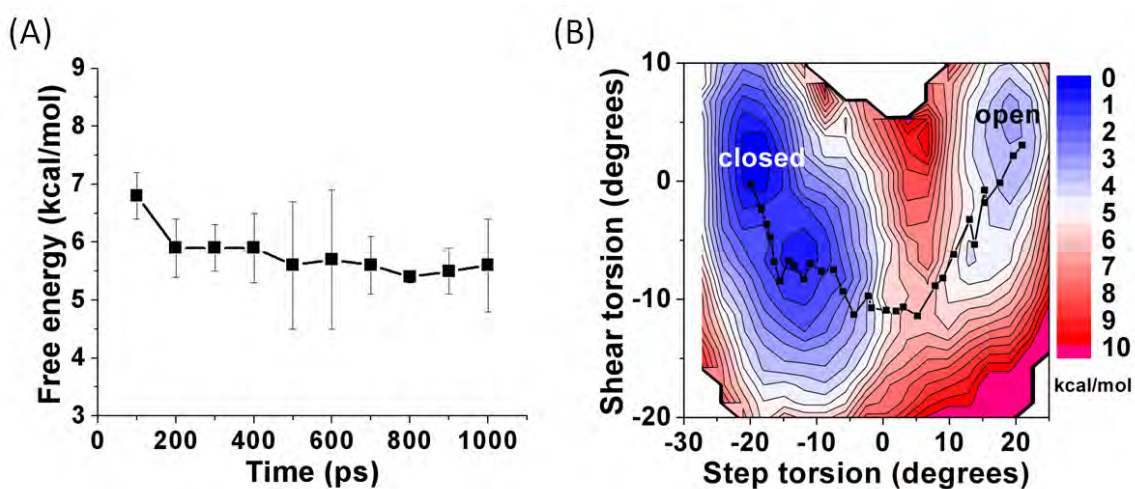 (A)
9
8
7
6
5
4
3
Free energy (kcal/mol)
0 200 400 600 800 1000
Time (ps)
(B)
10
0
-10
-20
Shear torsion (degrees)
closed
open
-30 -20 -10 0 10 20
Step torsion (degrees)
0
1
2
3
4
5
6
7
8
9
10
kcal/mol